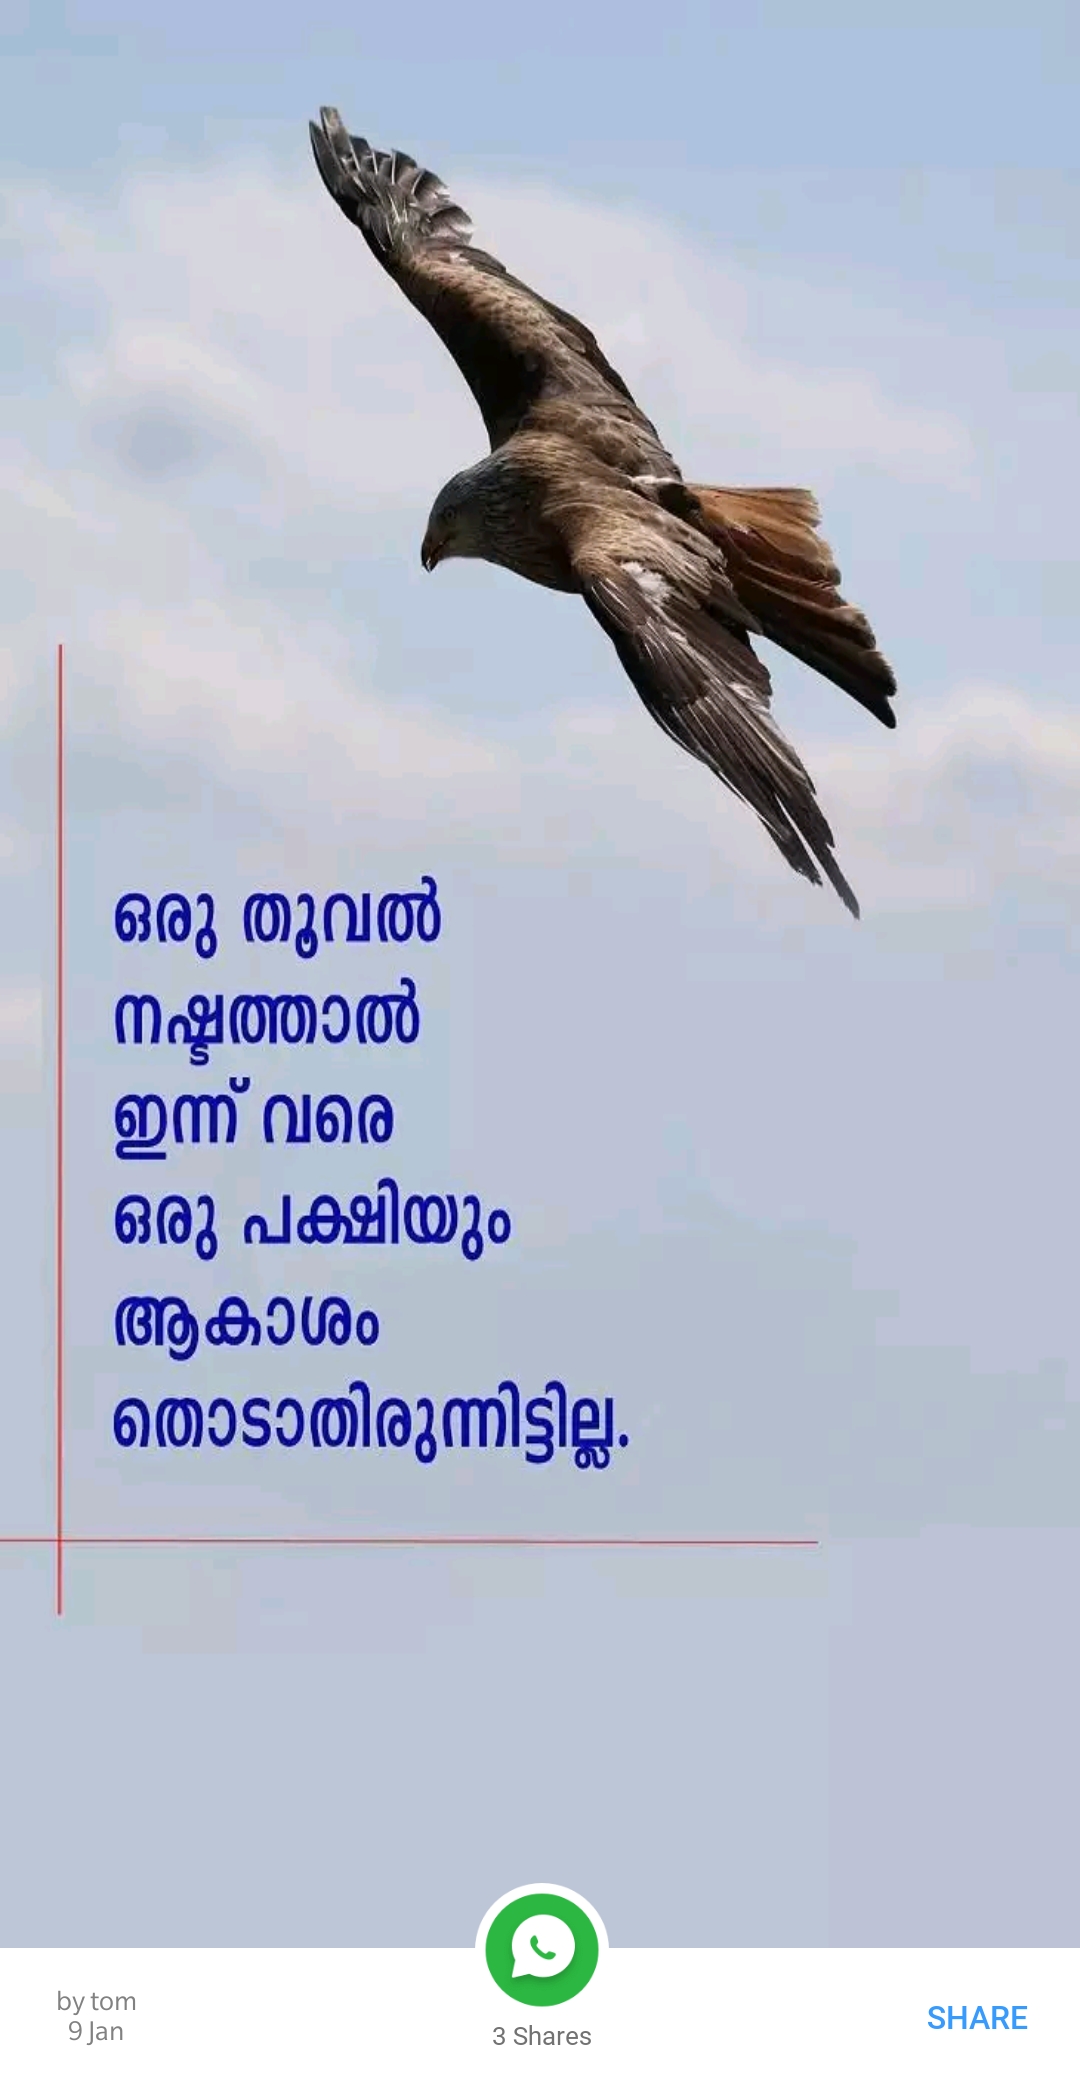 ഒരു തൂവൽ
നഷ്ടത്താൽ
ഇന്ന് വരെ
ഒരു പക്ഷിയും
ആകാശം
തൊടാതിരുന്നിട്ടില്ല.
by tom
9 Jan
3 Shares
SHARE